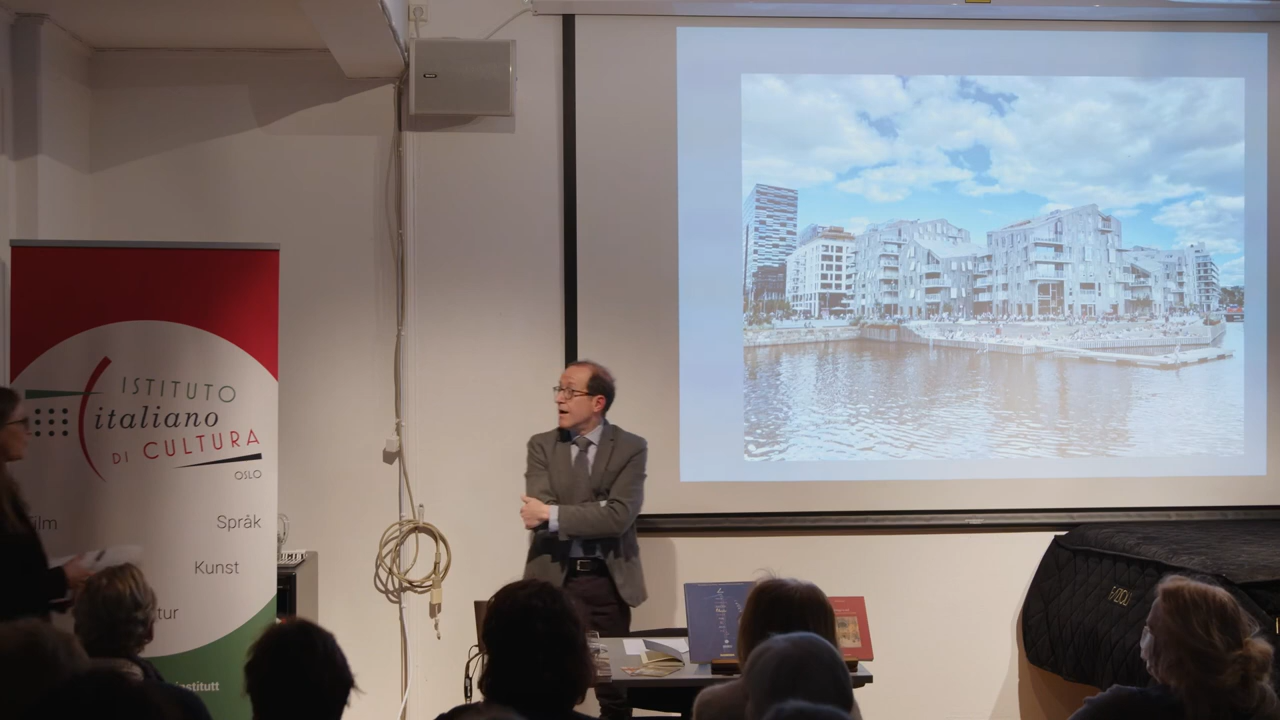 ISTITUTO
italiano
DI CULTURA
OSLO
Film
Språk
Kunst
tur
institutt